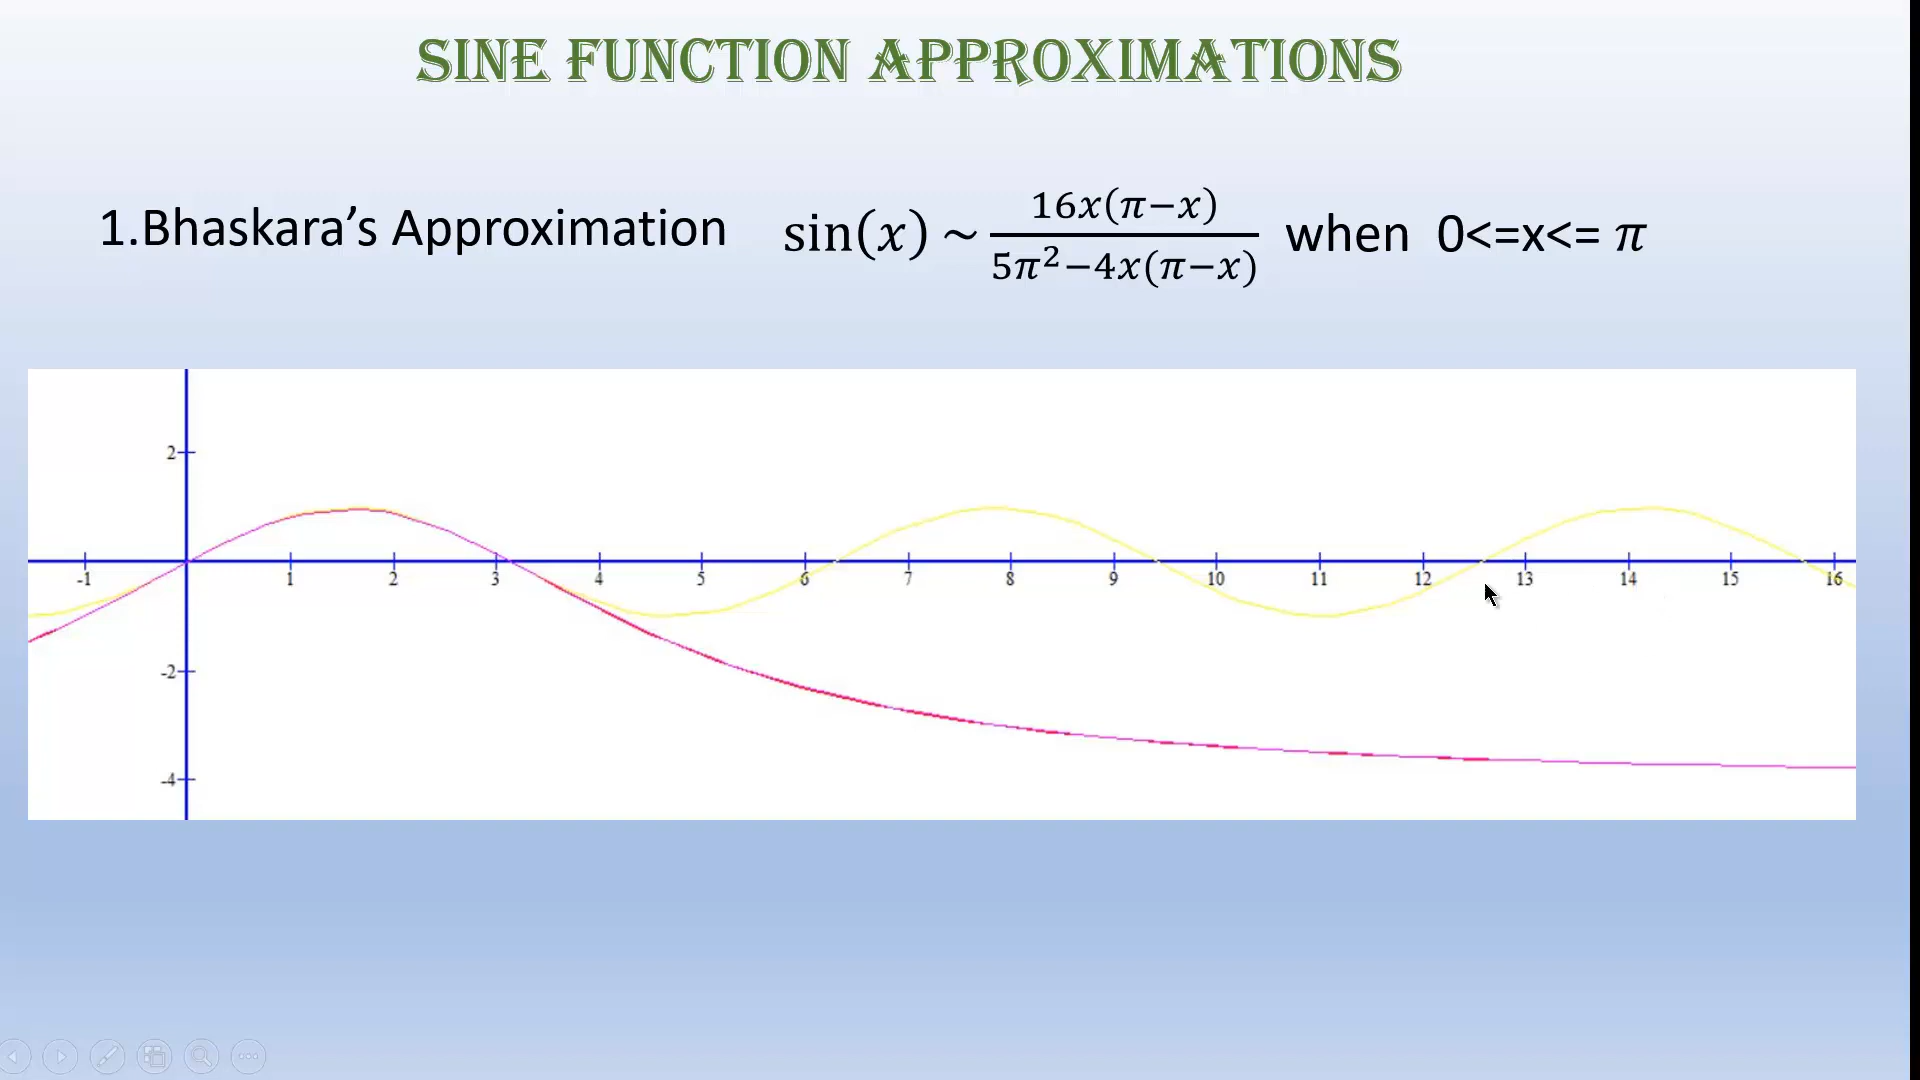 SINE FUNCTION APPROXIMATIONS
1.Bhaskara’s Approximation sin(x) ~ 16x(π−x) / 5π²−4x(π−x) when 0<=x<= π
2
-1 1 2 3 4 5 6 7 8 9 10 11 12 13 14 15 16
-2
-4